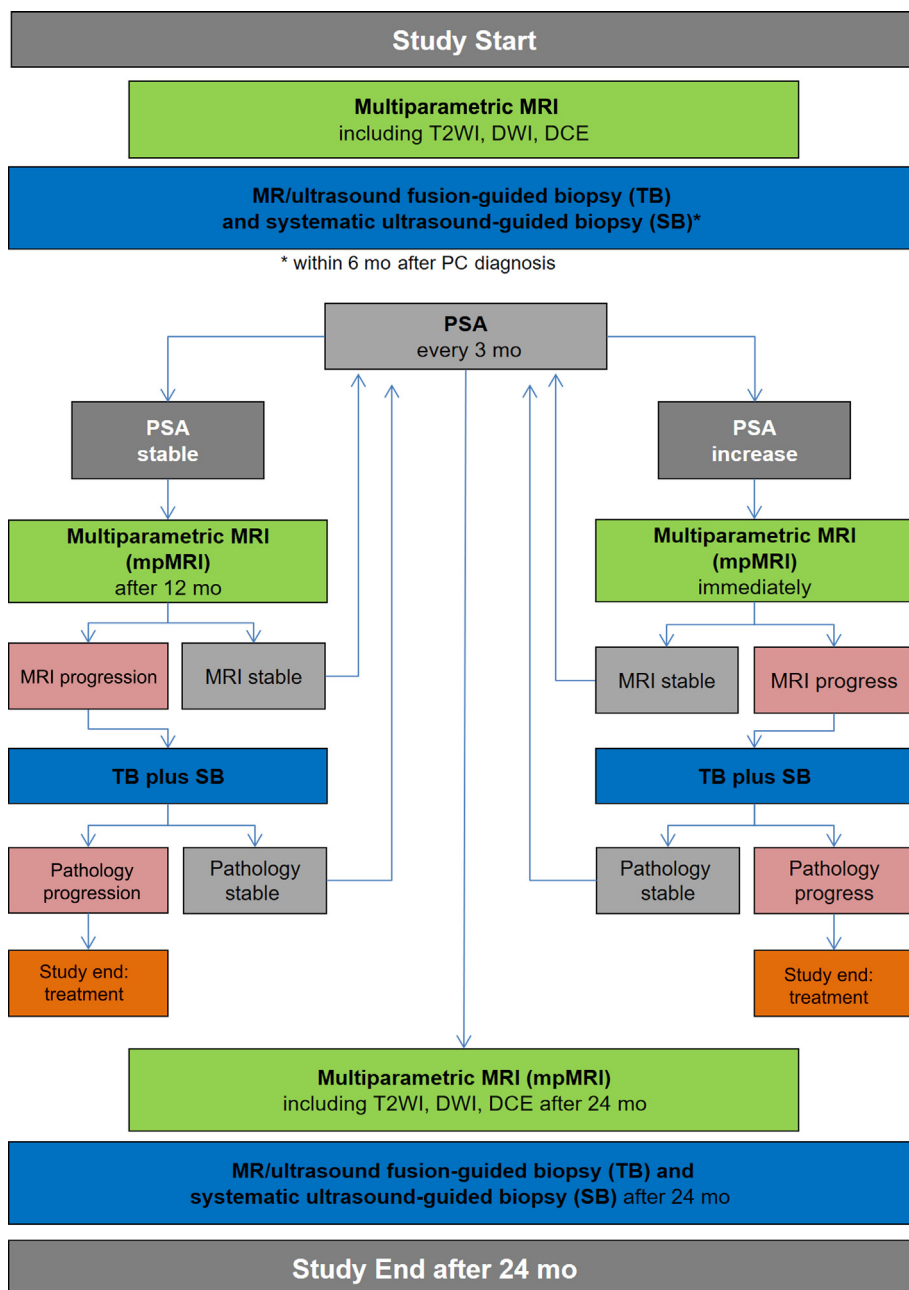 Study Start
Multiparametric MRI
including T2WI, DWI, DCE
MR/ultrasound fusion-guided biopsy (TB)
and systematic ultrasound-guided biopsy (SB)*
* within 6 mo after PC diagnosis
PSA
every 3 mo
PSA
stable
PSA
increase
Multiparametric MRI
(mpMRI)
after 12 mo
Multiparametric MRI
(mpMRI)
immediately
MRI progression
MRI stable
MRI stable
MRI progress
TB plus SB
TB plus SB
Pathology
progression
Pathology
stable
Pathology
stable
Pathology
progress
Study end:
treatment
Study end:
treatment
Multiparametric MRI (mpMRI)
including T2WI, DWI, DCE after 24 mo
MR/ultrasound fusion-guided biopsy (TB) and
systematic ultrasound-guided biopsy (SB) after 24 mo
Study End after 24 mo